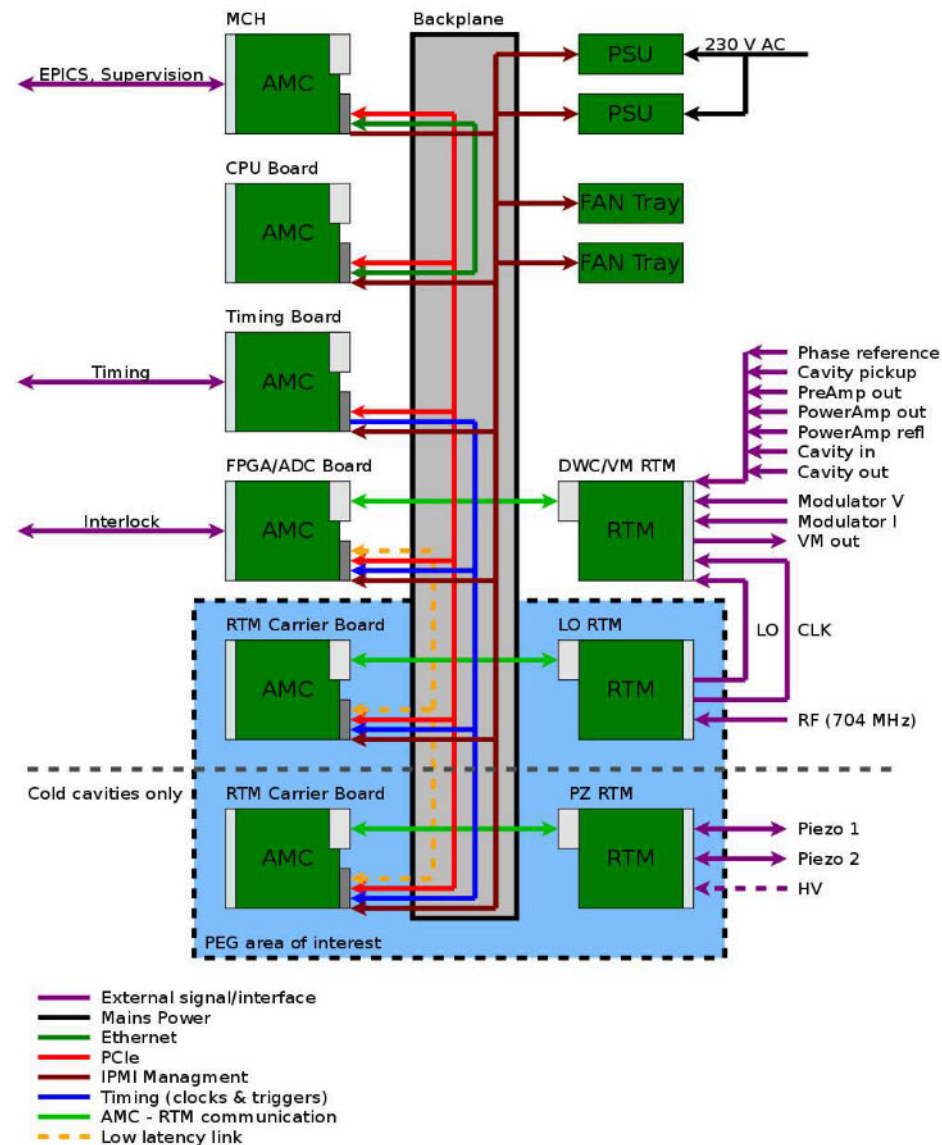 MCH
Backplane
AMC
EPICS, Supervision
PSU
230 V AC
PSU
CPU Board
AMC
FAN Tray
FAN Tray
Timing Board
AMC
Timing
Phase reference
Cavity pickup
PreAmp out
PowerAmp out
PowerAmp refl
Cavity in
Cavity out
FPGA/ADC Board
DWC/VM RTM
AMC
RTM
Interlock
Modulator V
Modulator I
VM out
RTM Carrier Board
LO RTM
LO
CLK
AMC
RTM
RF (704 MHz)
Cold cavities only
RTM Carrier Board
PZ RTM
AMC
RTM
Piezo 1
Piezo 2
HV
PEG area of interest
External signal/interface
Mains Power
Ethernet
PCIe
IPMI Managment
Timing (clocks & triggers)
AMC - RTM communication
Low latency link